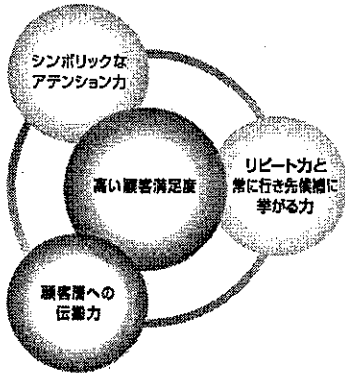 シンボリックな
アテンション力
高い顧客満足度
リピート力と
常に行き先候補に
挙がる力
顧客層への
伝搬力